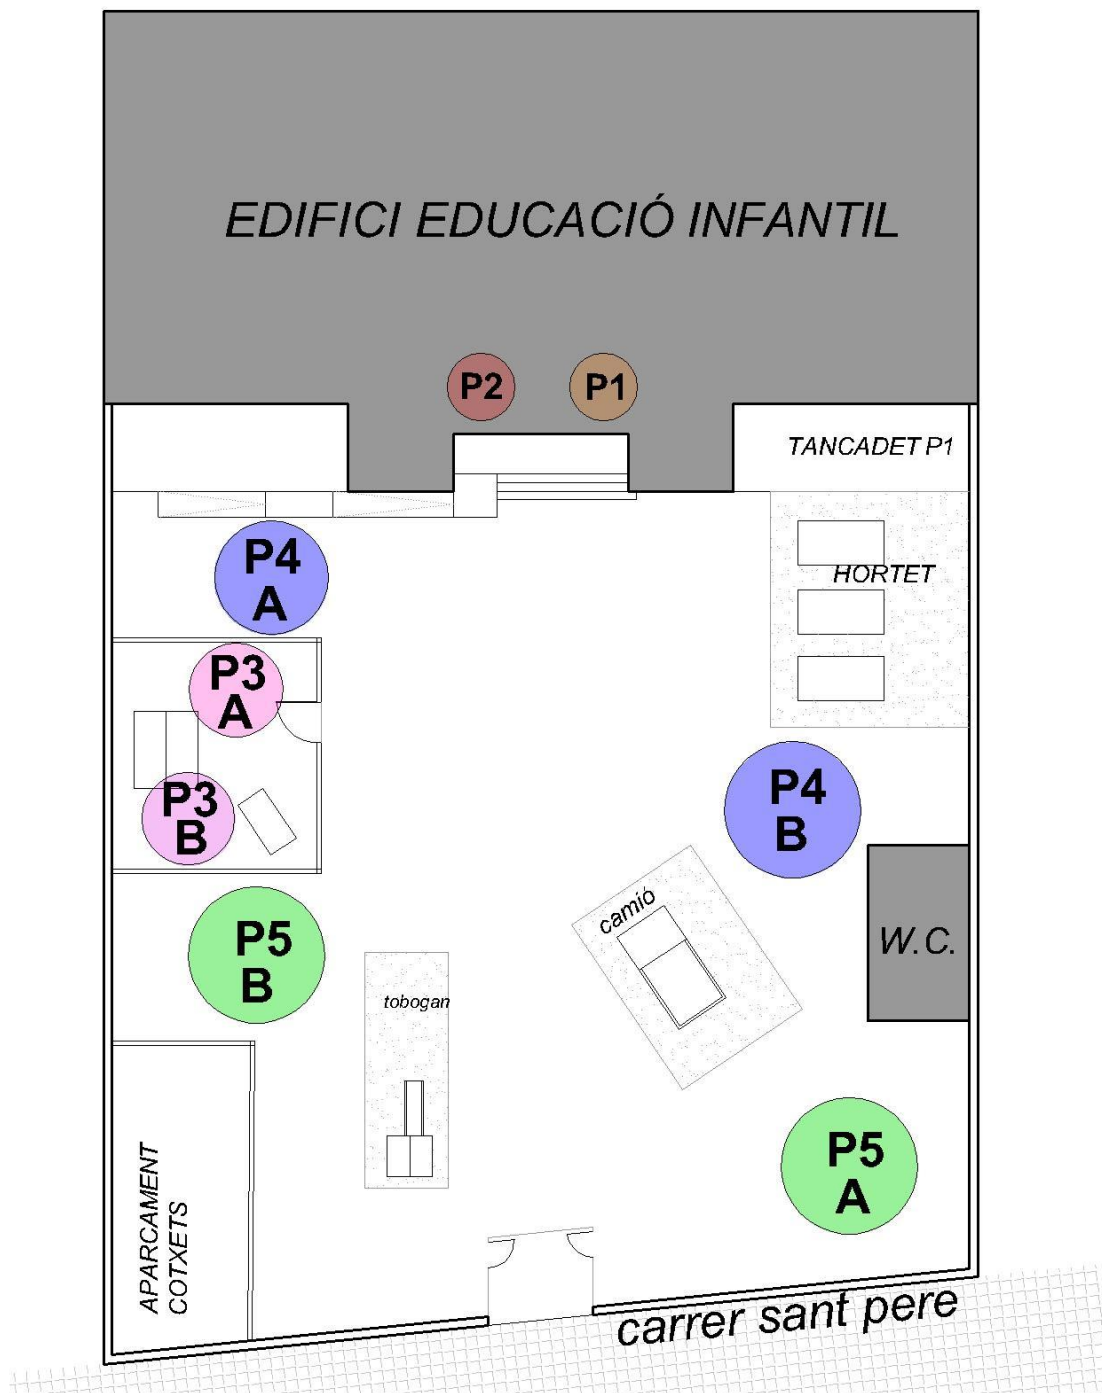 EDIFICI EDUCACIÓ INFANTIL
P2
P1
TANCADET P1
P4
A
HORTET
P3
A
P3
B
P4
B
camió
P5
B
W.C.
tobogan
P5
A
APARCAMENT
COTXETS
carrer sant pere